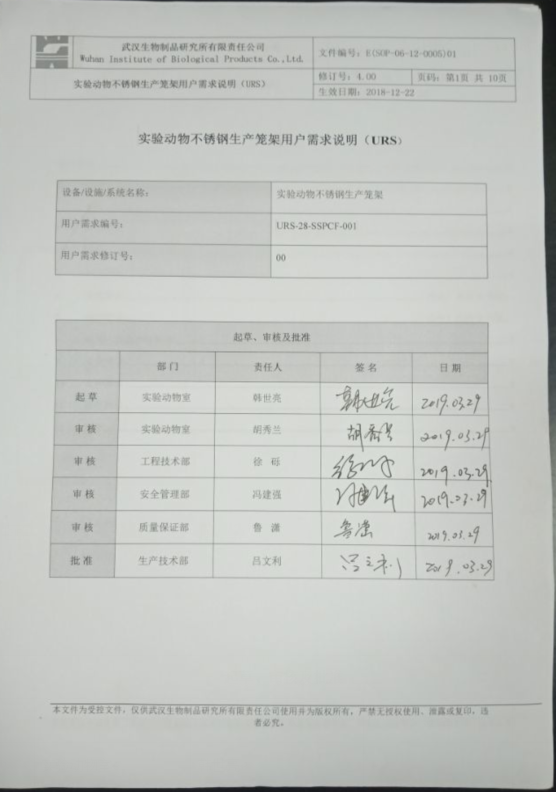 武汉生物制品研究所有限责任公司
Wuhan Institute of Biological Products Co.,Ltd.
文件编号：E(SOP-06-12-0005)01
实验动物不锈钢生产笼架用户需求说明（URS）
修订号：4.00
页码：第1页 共 10页
生效日期：2018-12-22
实验动物不锈钢生产笼架用户需求说明（URS）
设备/设施/系统名称： 实验动物不锈钢生产笼架
用户需求编号： URS-28-SSPCF-001
用户需求修订号： 00
起草、审核及批准
部门 责任人 签名 日期
起草 实验动物室 韩世亮 韩世亮 2019.03.29
审核 实验动物室 胡秀兰 胡秀兰 2019.03.29
审核 工程技术部 徐 砾 徐砾 2019.03.29
审核 安全管理部 冯建强 冯建强 2019.03.29
审核 质量保证部 鲁 潇 鲁潇 2019.03.29
批准 生产技术部 吕文利 吕文利 2019.03.29
本文件为受控文件，仅供武汉生物制品研究所有限责任公司使用并为版权所有，严禁无授权使用、泄露或复印，违
者必究。